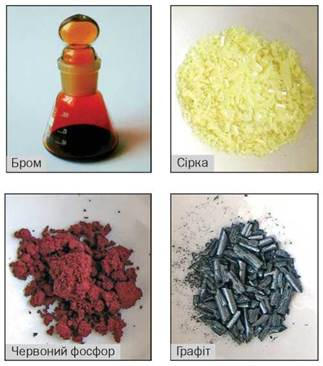 Бром
Сірка
Червоний фосфор
Графіт